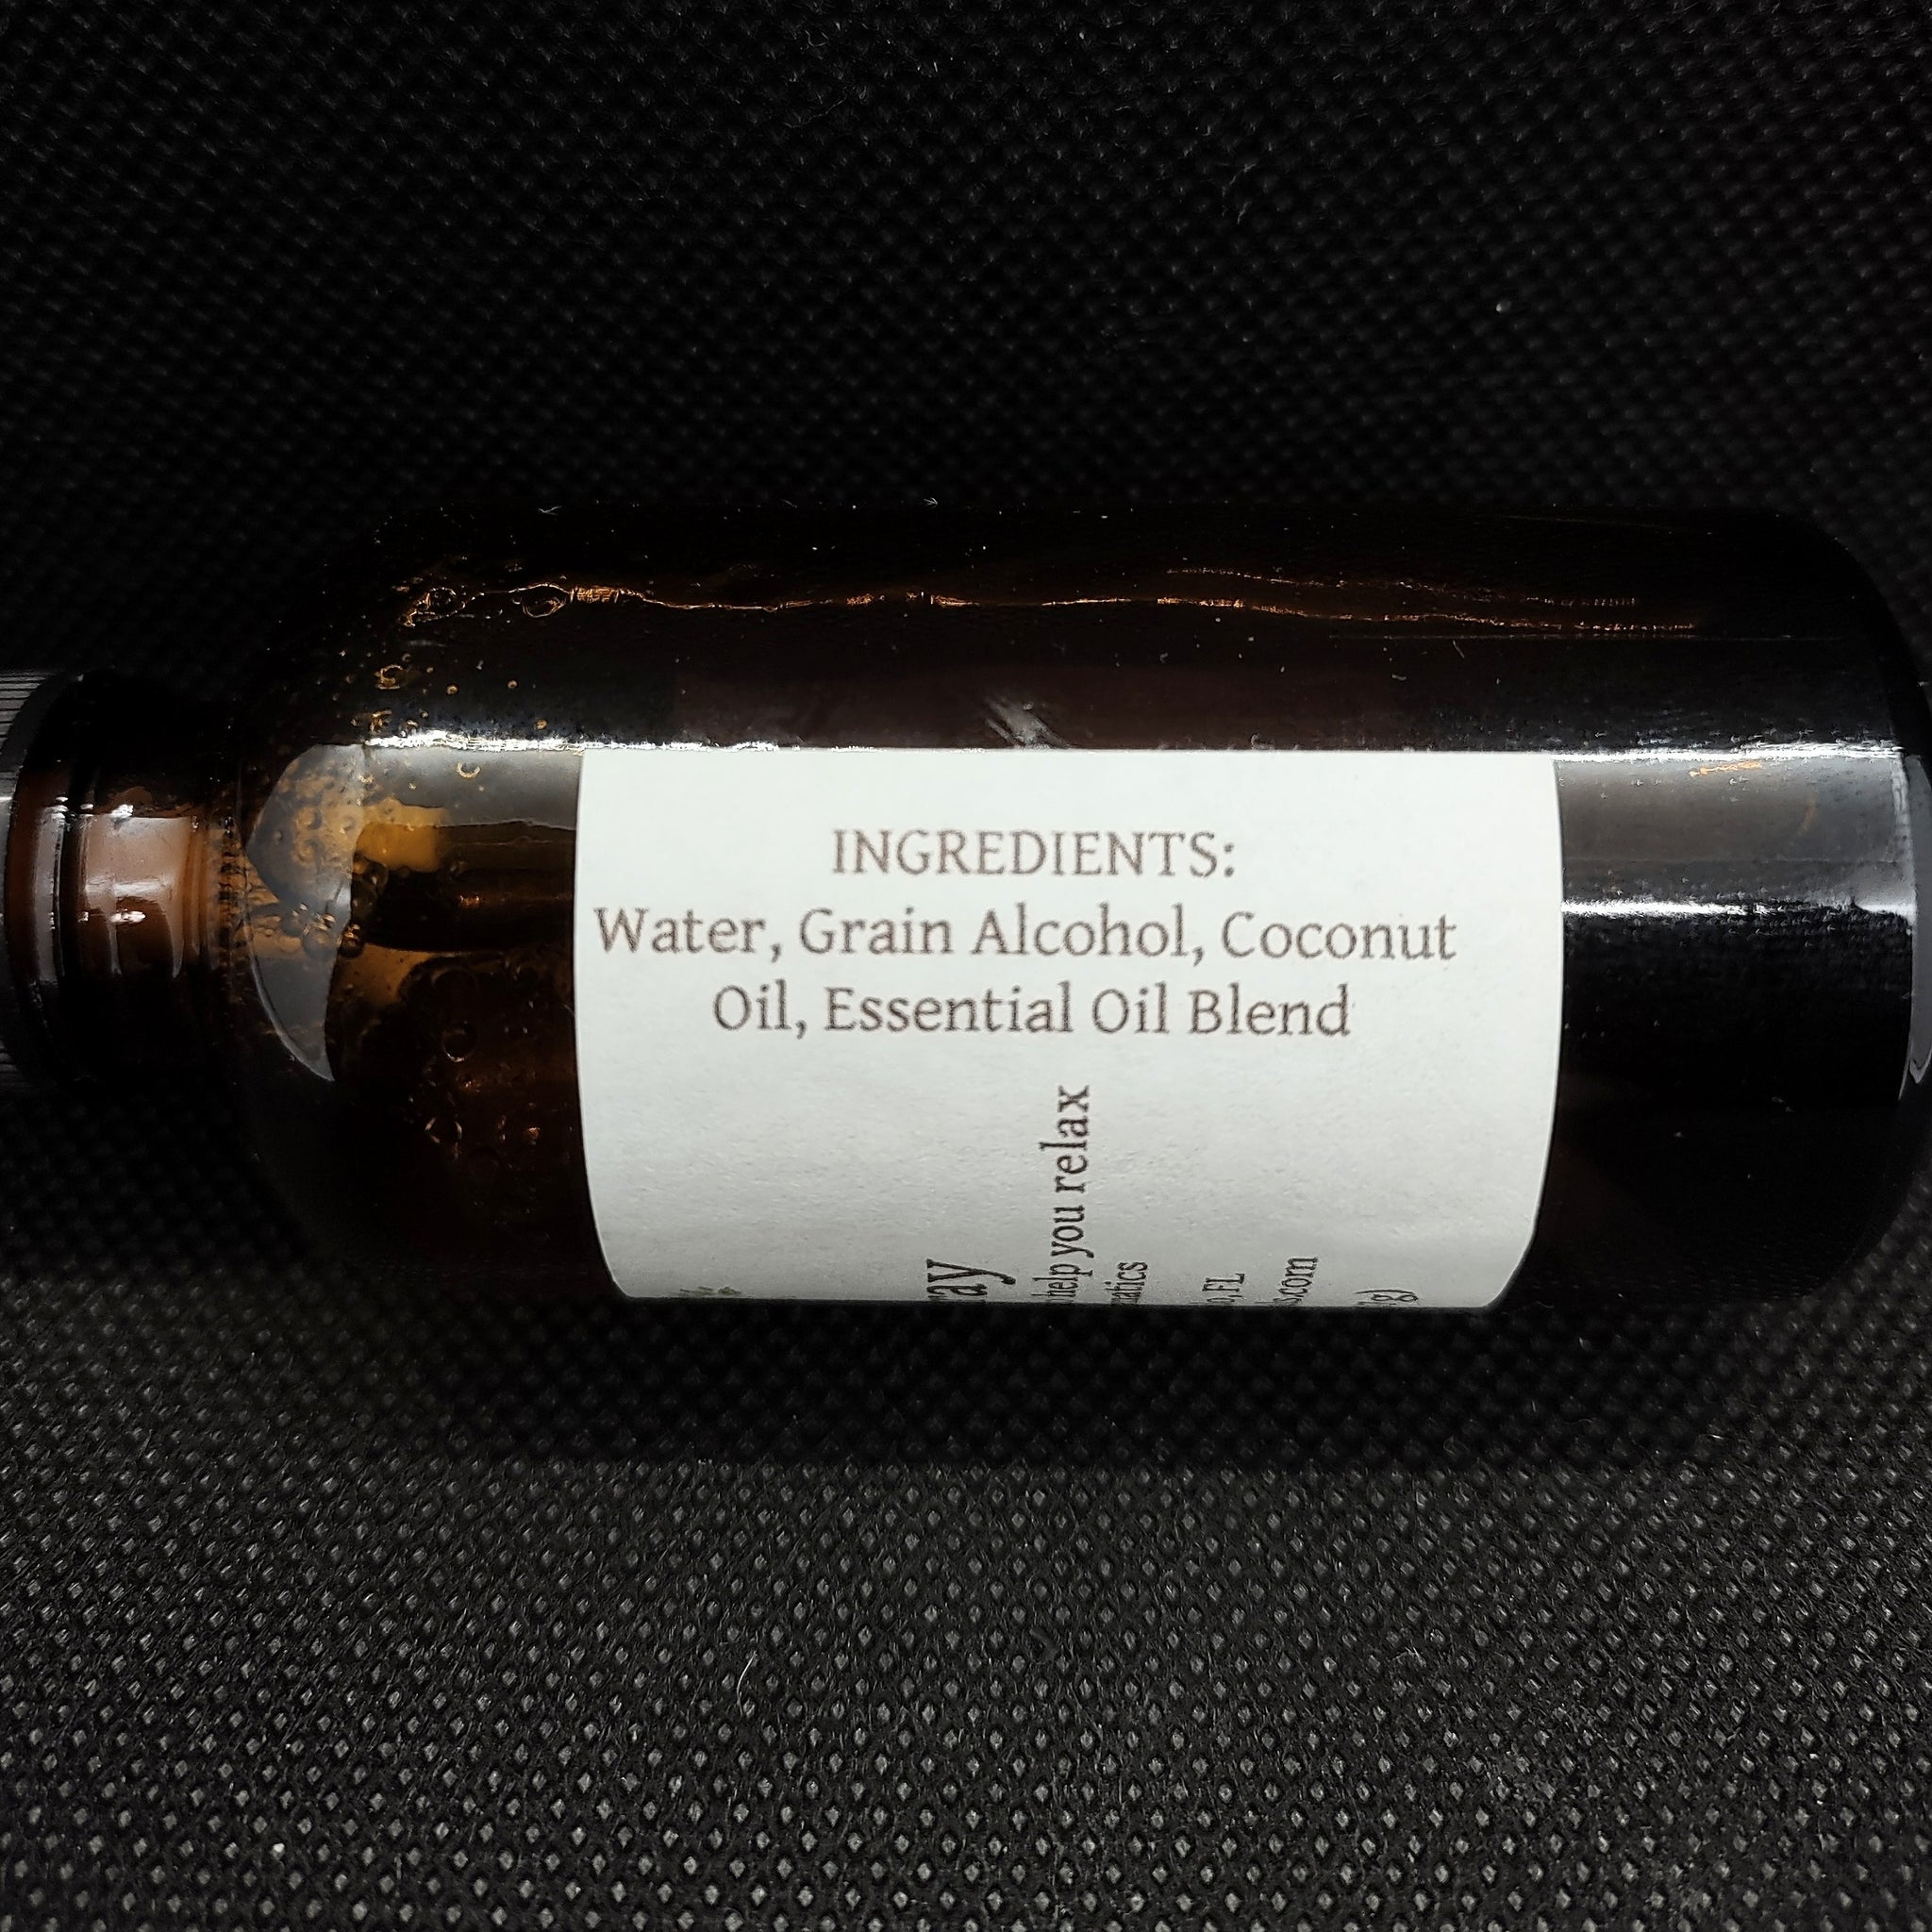 INGREDIENTS:
Water, Grain Alcohol, Coconut
Oil, Essential Oil Blend
help you relax